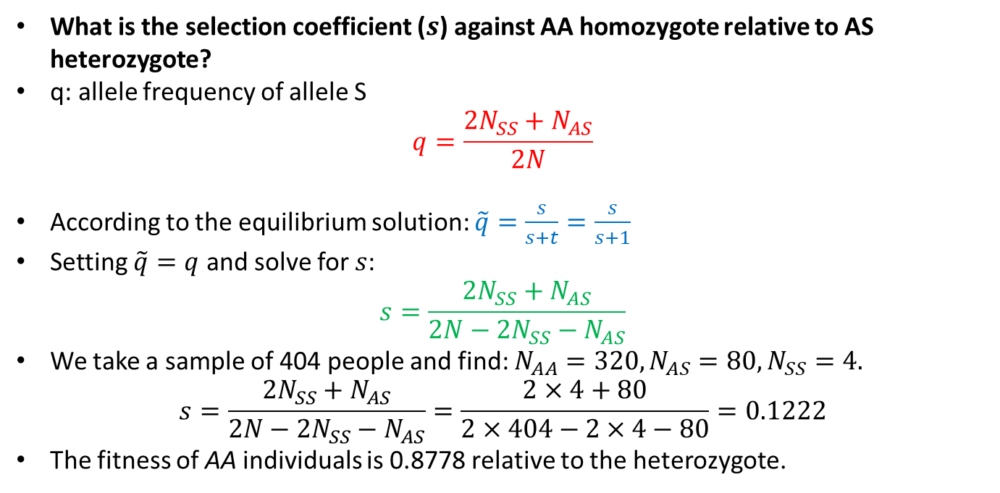 • What is the selection coefficient (s) against AA homozygote relative to AS
heterozygote?
• q: allele frequency of allele S
q = \frac{2N_{SS} + N_{AS}}{2N}
• According to the equilibrium solution: \tilde{q} = \frac{s}{s+t} = \frac{s}{s+1}
• Setting \tilde{q} = q and solve for s:
s = \frac{2N_{SS} + N_{AS}}{2N - 2N_{SS} - N_{AS}}
• We take a sample of 404 people and find: N_{AA} = 320, N_{AS} = 80, N_{SS} = 4.
s = \frac{2N_{SS} + N_{AS}}{2N - 2N_{SS} - N_{AS}} = \frac{2 × 4 + 80}{2 × 404 - 2 × 4 - 80} = 0.1222
• The fitness of AA individuals is 0.8778 relative to the heterozygote.